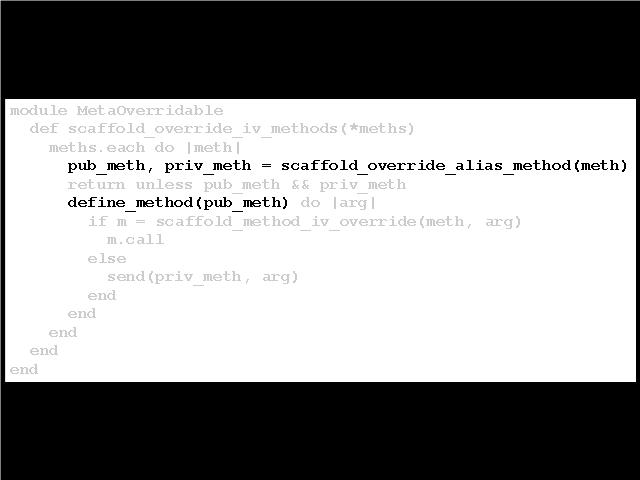 module MetaOverridable
  def scaffold_override_iv_methods(*meths)
    meths.each do |meth|
      pub_meth, priv_meth = scaffold_override_alias_method(meth)
      return unless pub_meth && priv_meth
      define_method(pub_meth) do |arg|
        if m = scaffold_method_iv_override(meth, arg)
          m.call
        else
          send(priv_meth, arg)
        end
      end
    end
  end
end